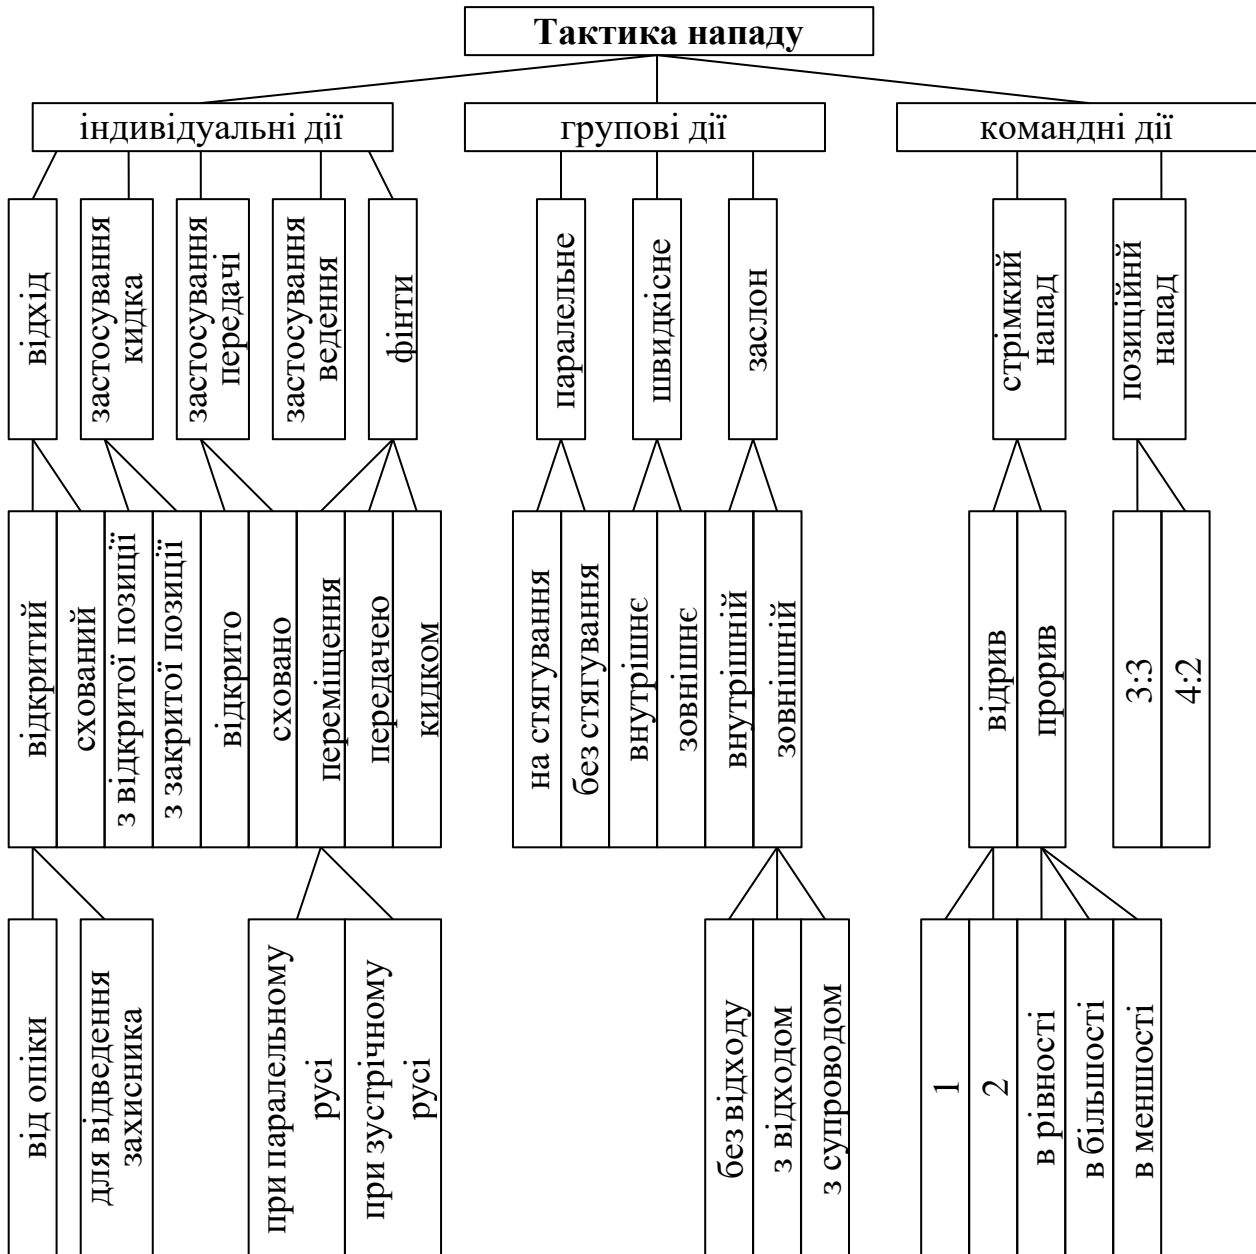 Тактика нападу
індивідуальні дії
групові дії
командні дії
відхід
застосування
кидка
застосування
передачі
застосування
ведення
фінти
паралельне
швидкісне
заслон
стрімкий
напад
позиційнй
напад
відкритий
схований
з відкритої позиції
з закритої позиції
відкрито
сховано
переміщення
передачею
кидком
на стягування
без стягування
внутрішнє
зовнішнє
внутрішній
зовнішній
відрив
прорив
3:3
4:2
від опіки
для відведення
захисника
при паралельному
русі
при зустрічному
русі
без відходу
з відходом
з супроводом
1
2
в рівності
в більшості
в меншості